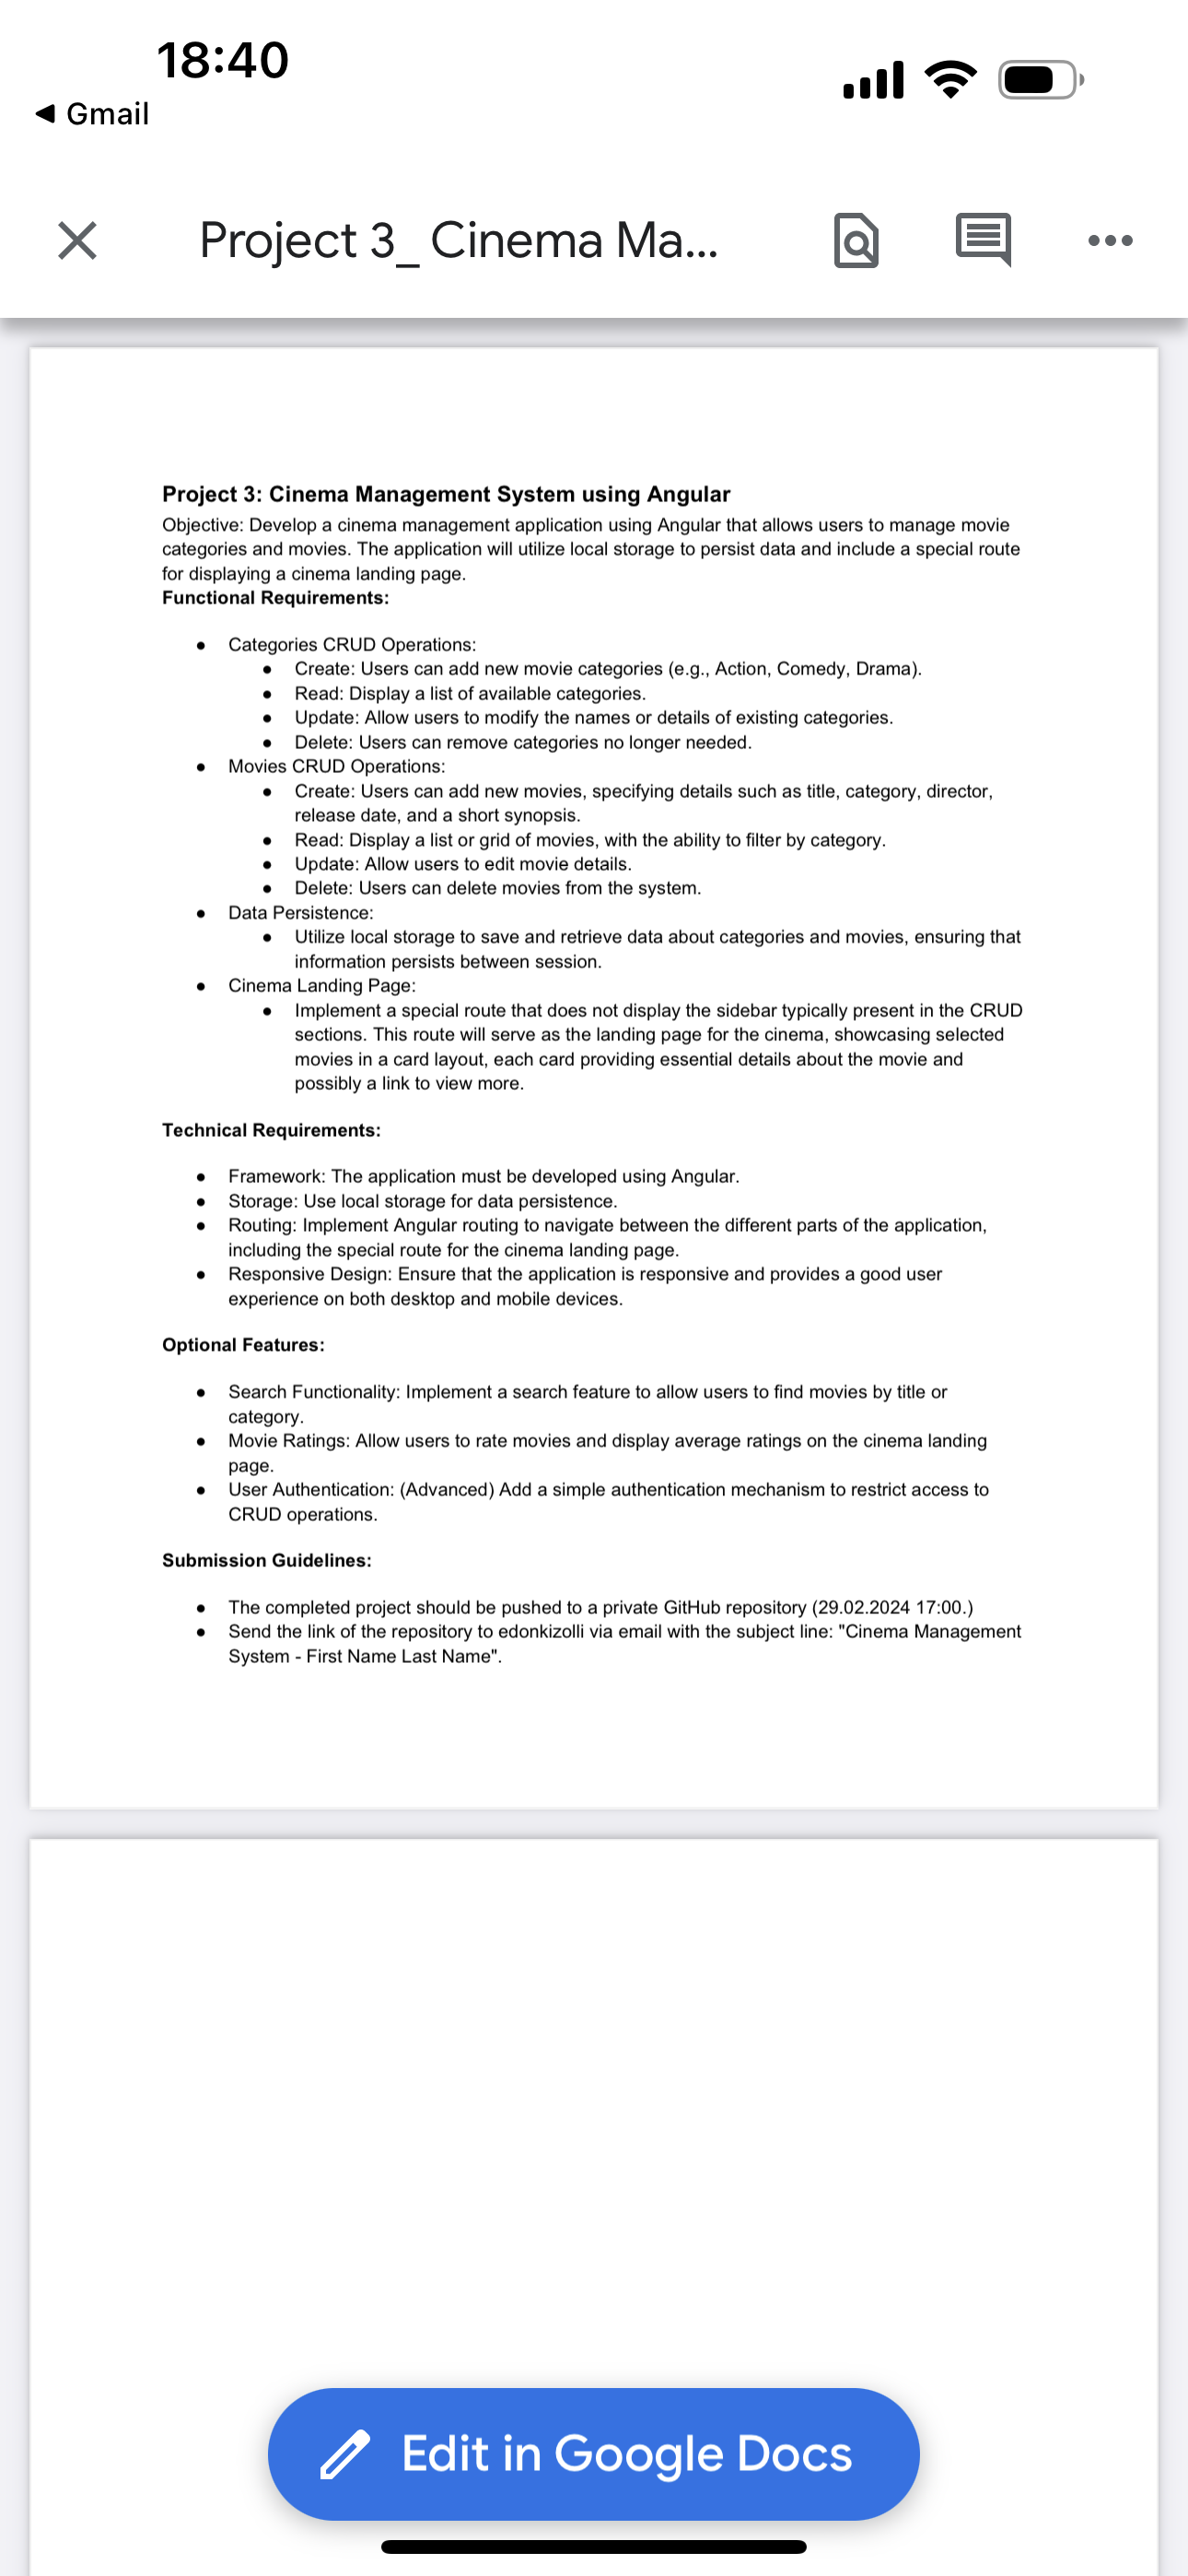 18:40
◀ Gmail
Project 3_ Cinema Ma...
Project 3: Cinema Management System using Angular
Objective: Develop a cinema management application using Angular that allows users to manage movie
categories and movies. The application will utilize local storage to persist data and include a special route
for displaying a cinema landing page.
Functional Requirements:
● Categories CRUD Operations:
● Create: Users can add new movie categories (e.g., Action, Comedy, Drama).
● Read: Display a list of available categories.
● Update: Allow users to modify the names or details of existing categories.
● Delete: Users can remove categories no longer needed.
● Movies CRUD Operations:
● Create: Users can add new movies, specifying details such as title, category, director,
release date, and a short synopsis.
● Read: Display a list or grid of movies, with the ability to filter by category.
● Update: Allow users to edit movie details.
● Delete: Users can delete movies from the system.
● Data Persistence:
● Utilize local storage to save and retrieve data about categories and movies, ensuring that
information persists between session.
● Cinema Landing Page:
● Implement a special route that does not display the sidebar typically present in the CRUD
sections. This route will serve as the landing page for the cinema, showcasing selected
movies in a card layout, each card providing essential details about the movie and
possibly a link to view more.
Technical Requirements:
● Framework: The application must be developed using Angular.
● Storage: Use local storage for data persistence.
● Routing: Implement Angular routing to navigate between the different parts of the application,
including the special route for the cinema landing page.
● Responsive Design: Ensure that the application is responsive and provides a good user
experience on both desktop and mobile devices.
Optional Features:
● Search Functionality: Implement a search feature to allow users to find movies by title or
category.
● Movie Ratings: Allow users to rate movies and display average ratings on the cinema landing
page.
● User Authentication: (Advanced) Add a simple authentication mechanism to restrict access to
CRUD operations.
Submission Guidelines:
● The completed project should be pushed to a private GitHub repository (29.02.2024 17:00.)
● Send the link of the repository to edonkizolli via email with the subject line: "Cinema Management
System - First Name Last Name".
Edit in Google Docs